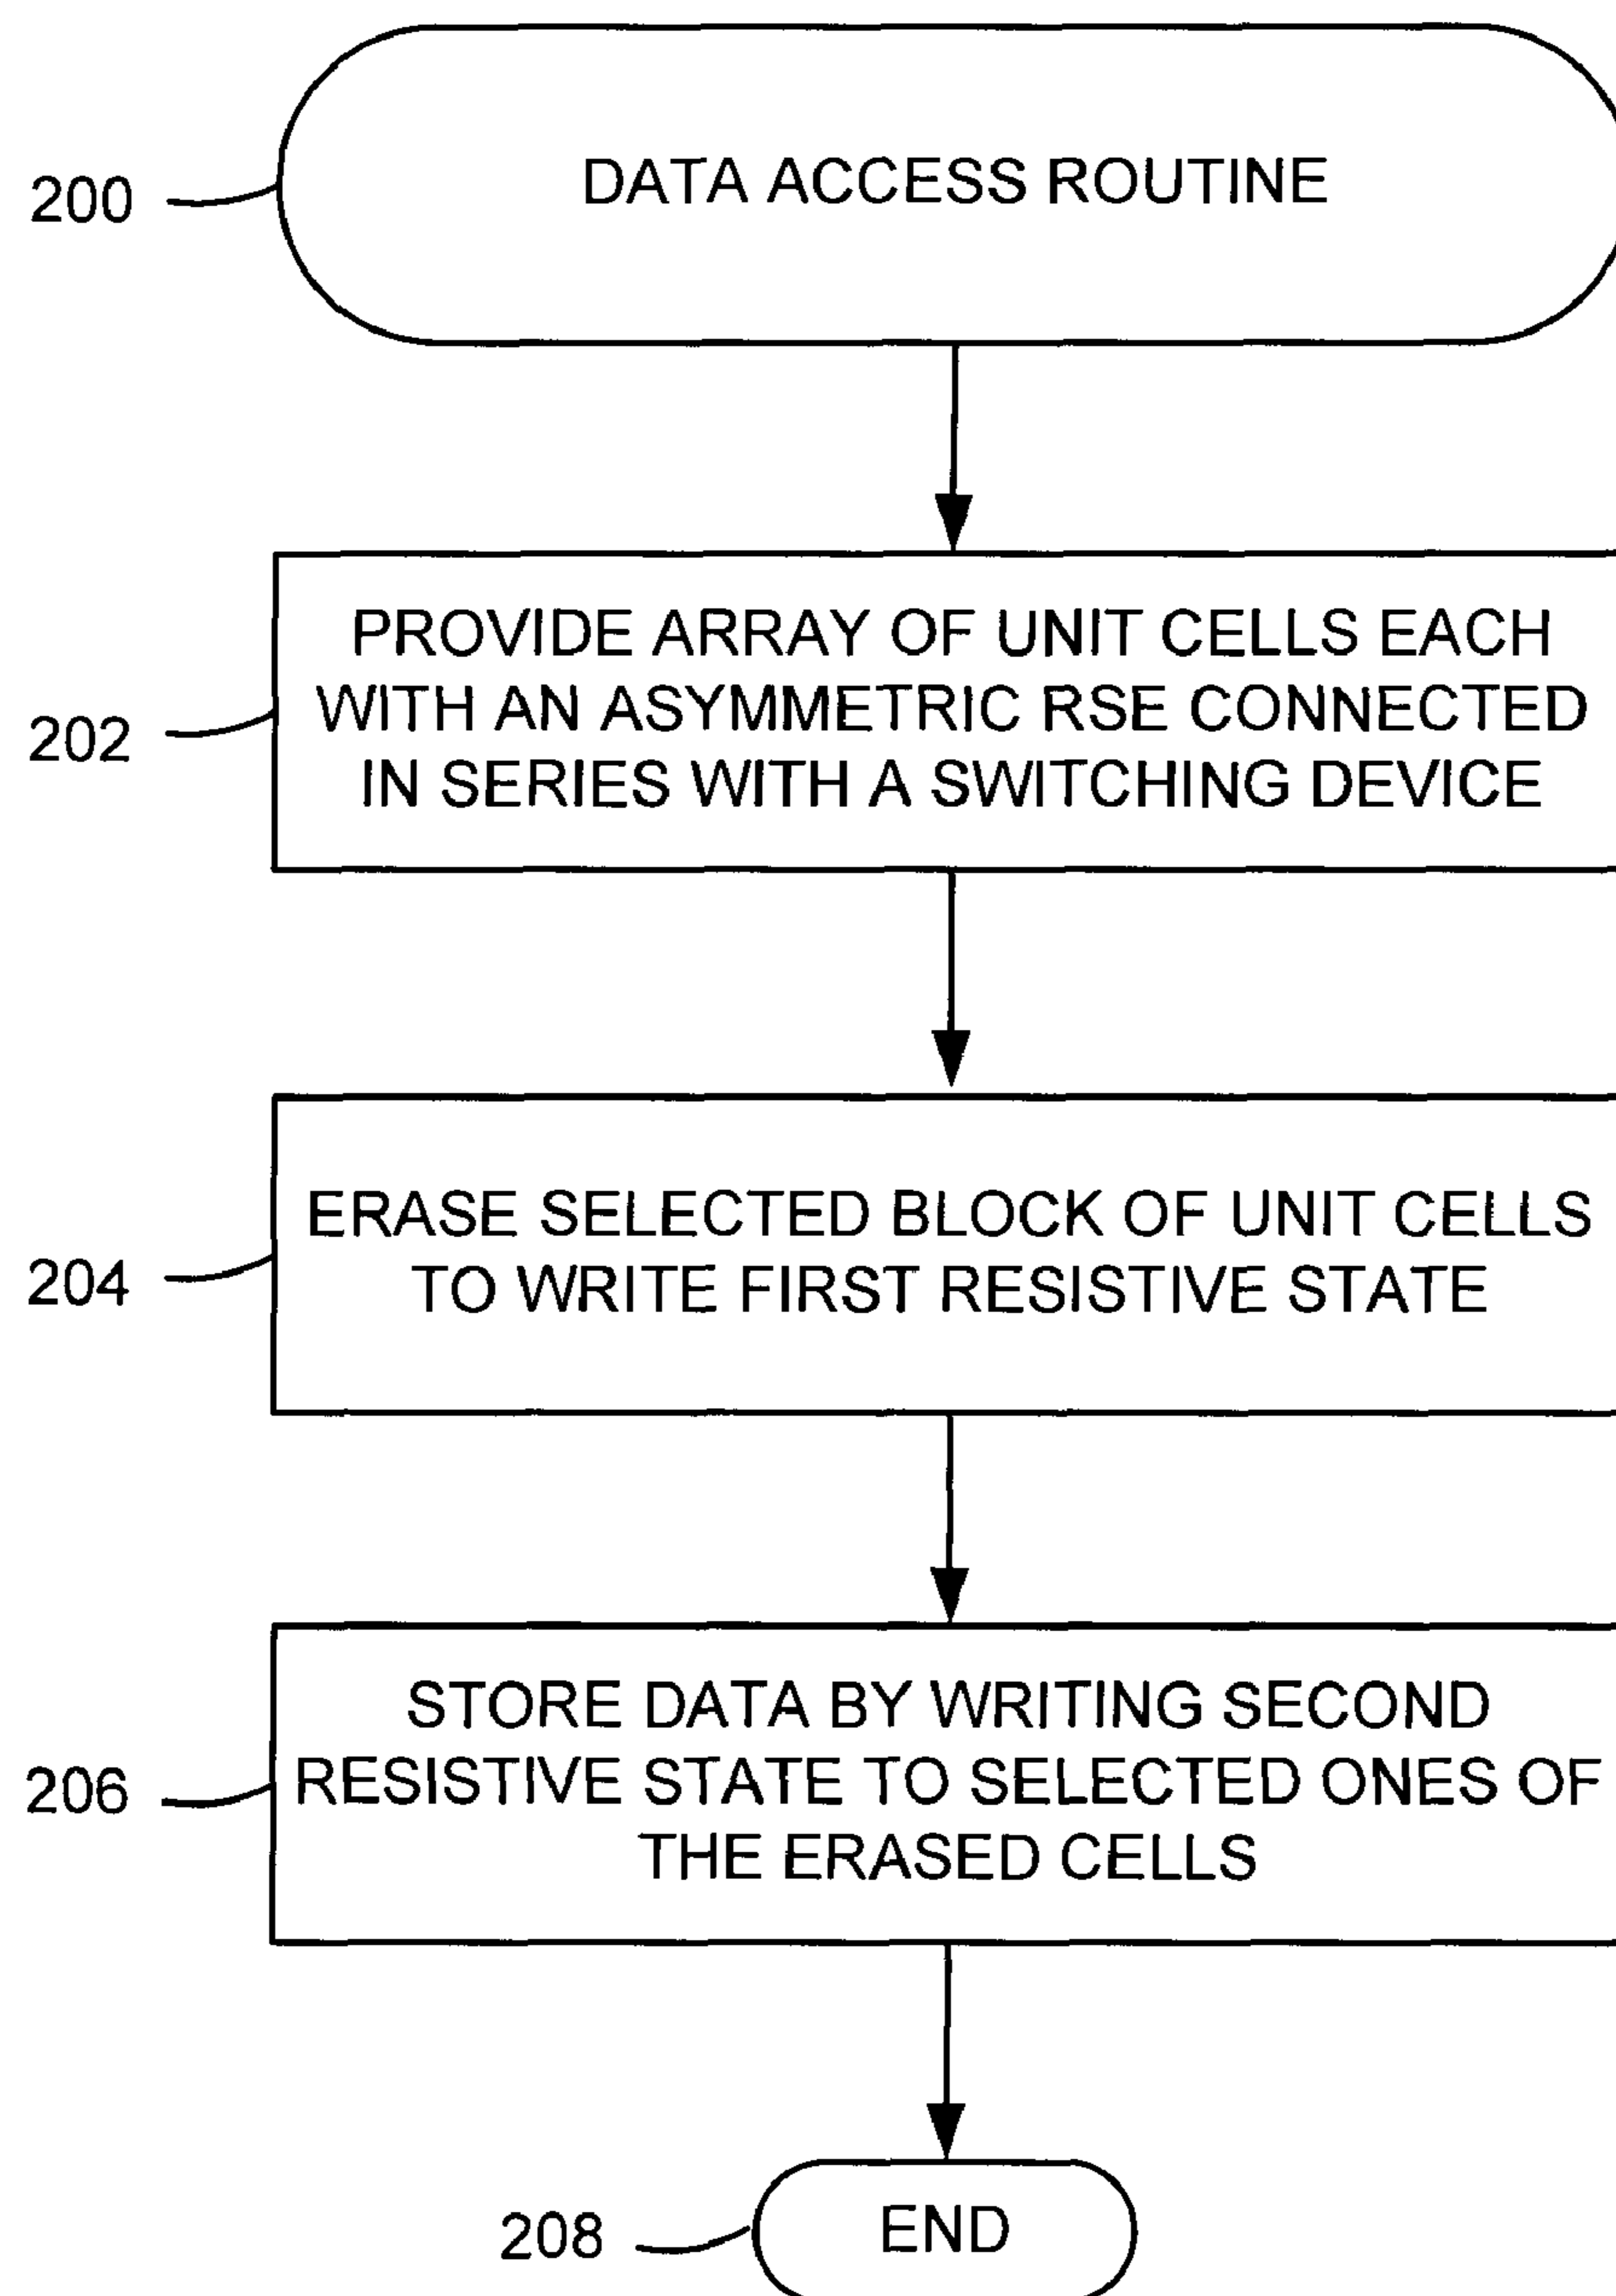 200
DATA ACCESS ROUTINE
202
PROVIDE ARRAY OF UNIT CELLS EACH
WITH AN ASYMMETRIC RSE CONNECTED
IN SERIES WITH A SWITCHING DEVICE
204
ERASE SELECTED BLOCK OF UNIT CELLS
TO WRITE FIRST RESISTIVE STATE
206
STORE DATA BY WRITING SECOND
RESISTIVE STATE TO SELECTED ONES OF
THE ERASED CELLS
208
END